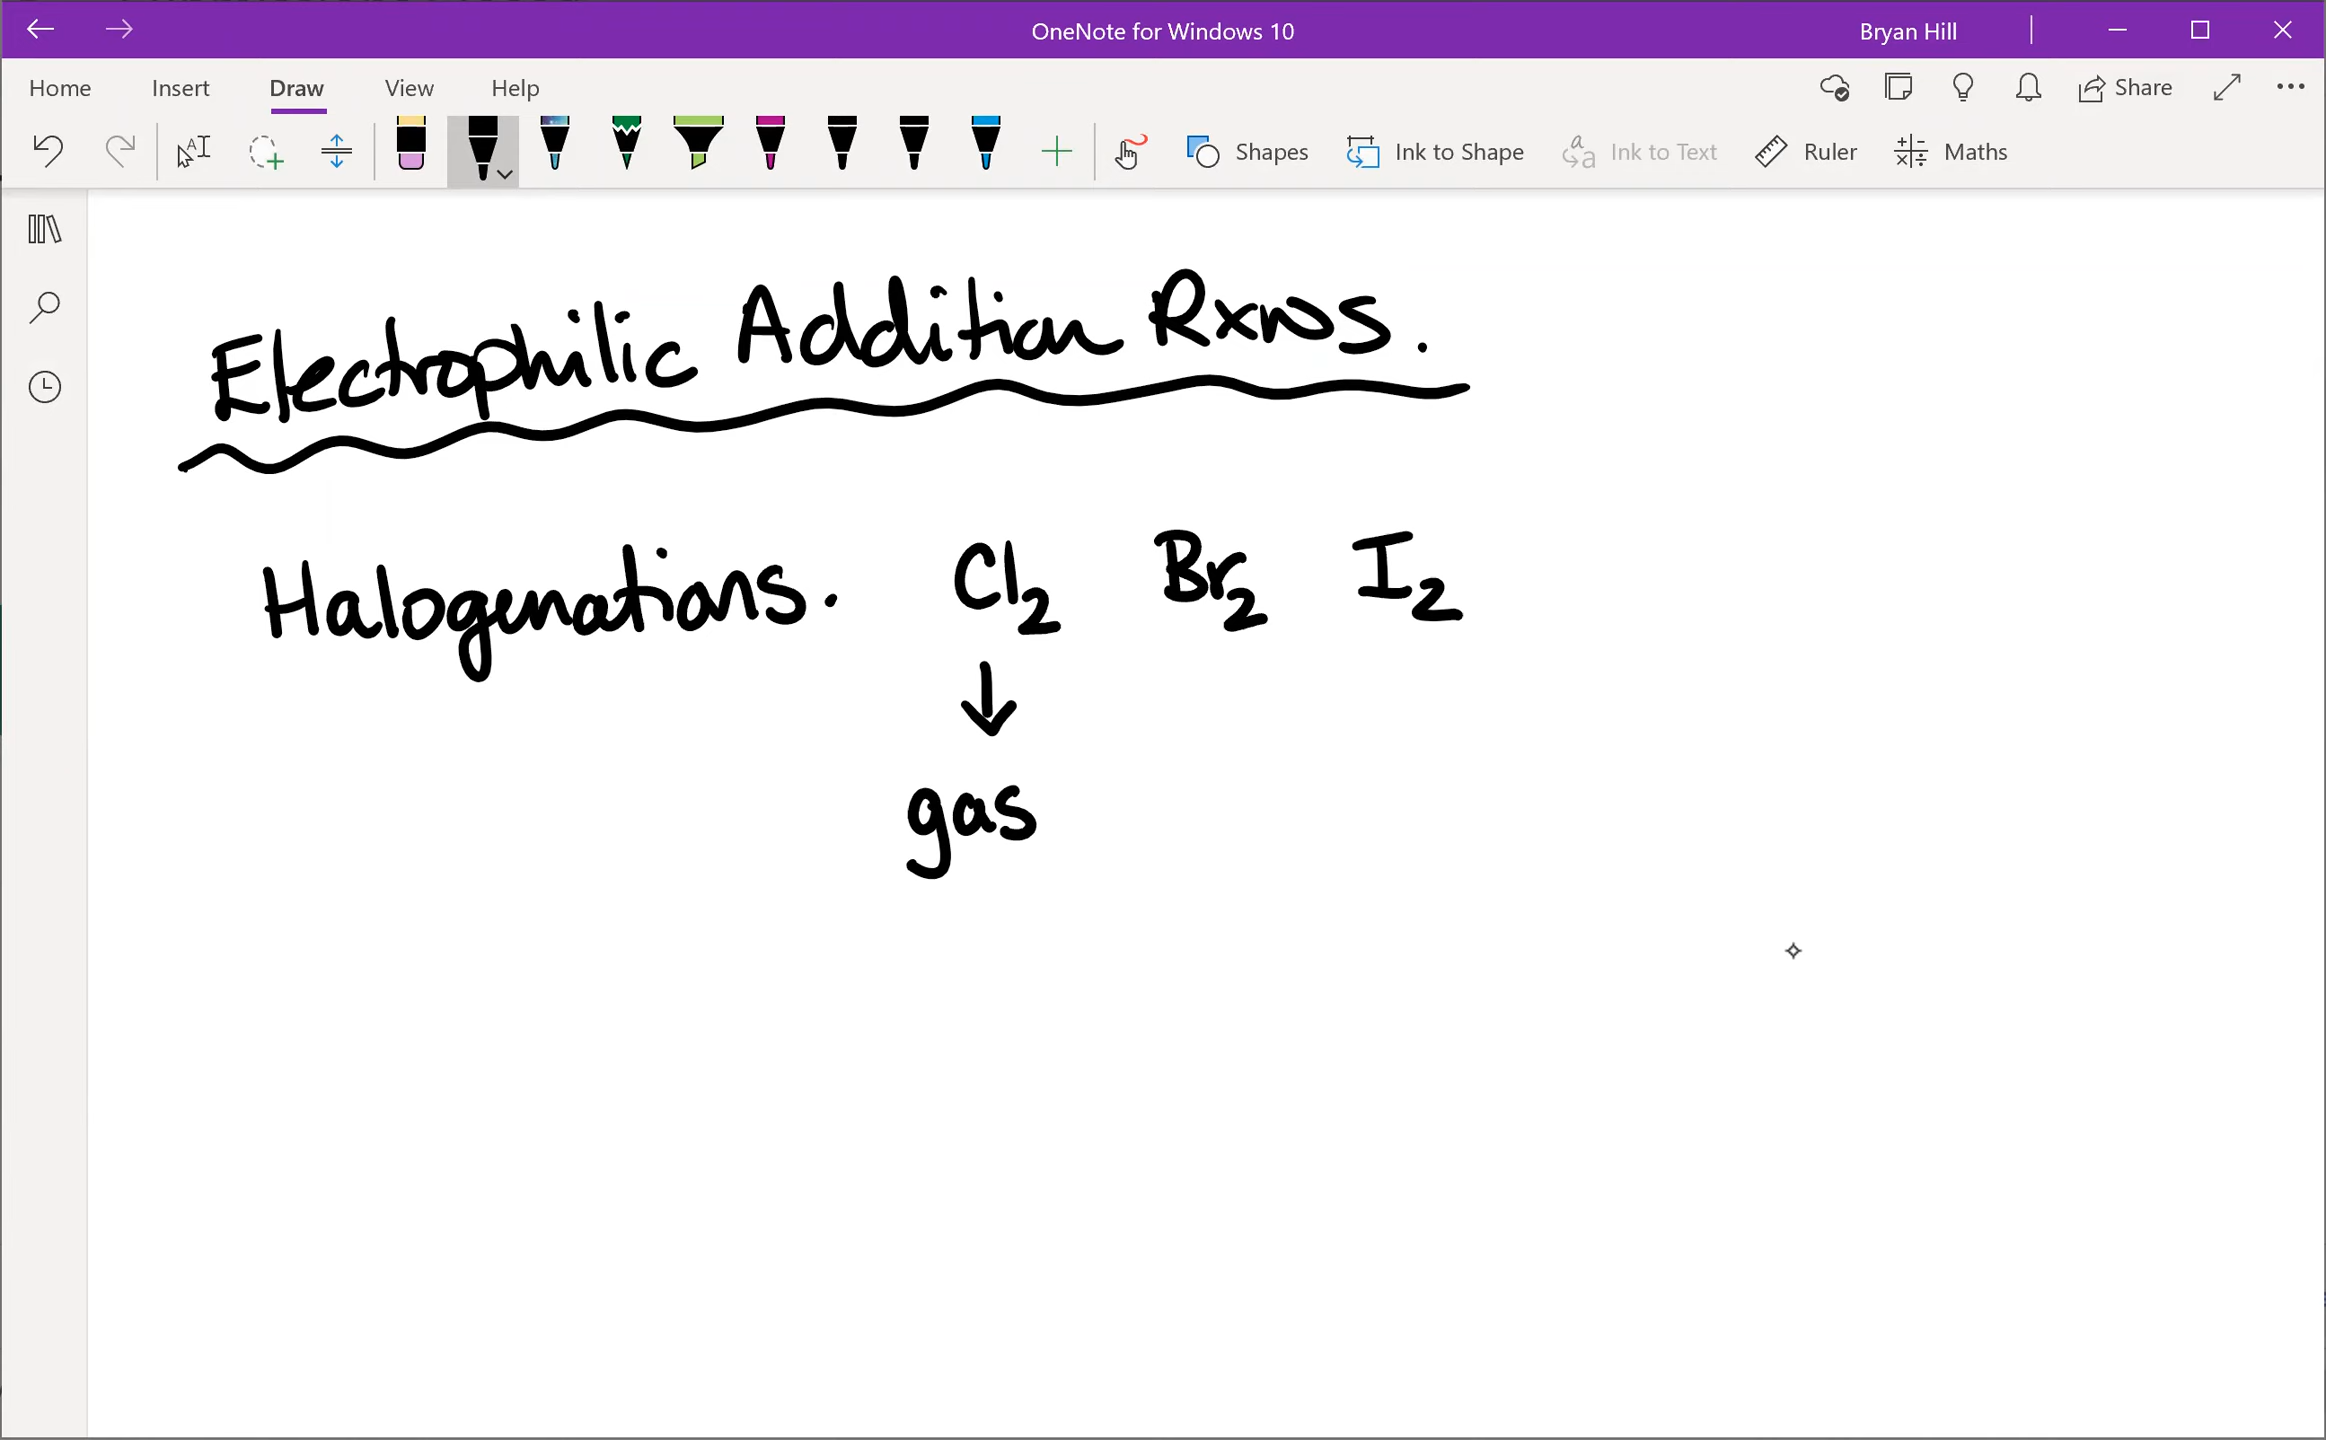 OneNote for Windows 10
Bryan Hill
Home Insert Draw View Help Share
Shapes Ink to Shape Ink to Text Ruler Maths
Electrophilic Addition Rxns.
Halogenations. Cl₂ Br₂ I₂
↓
gas